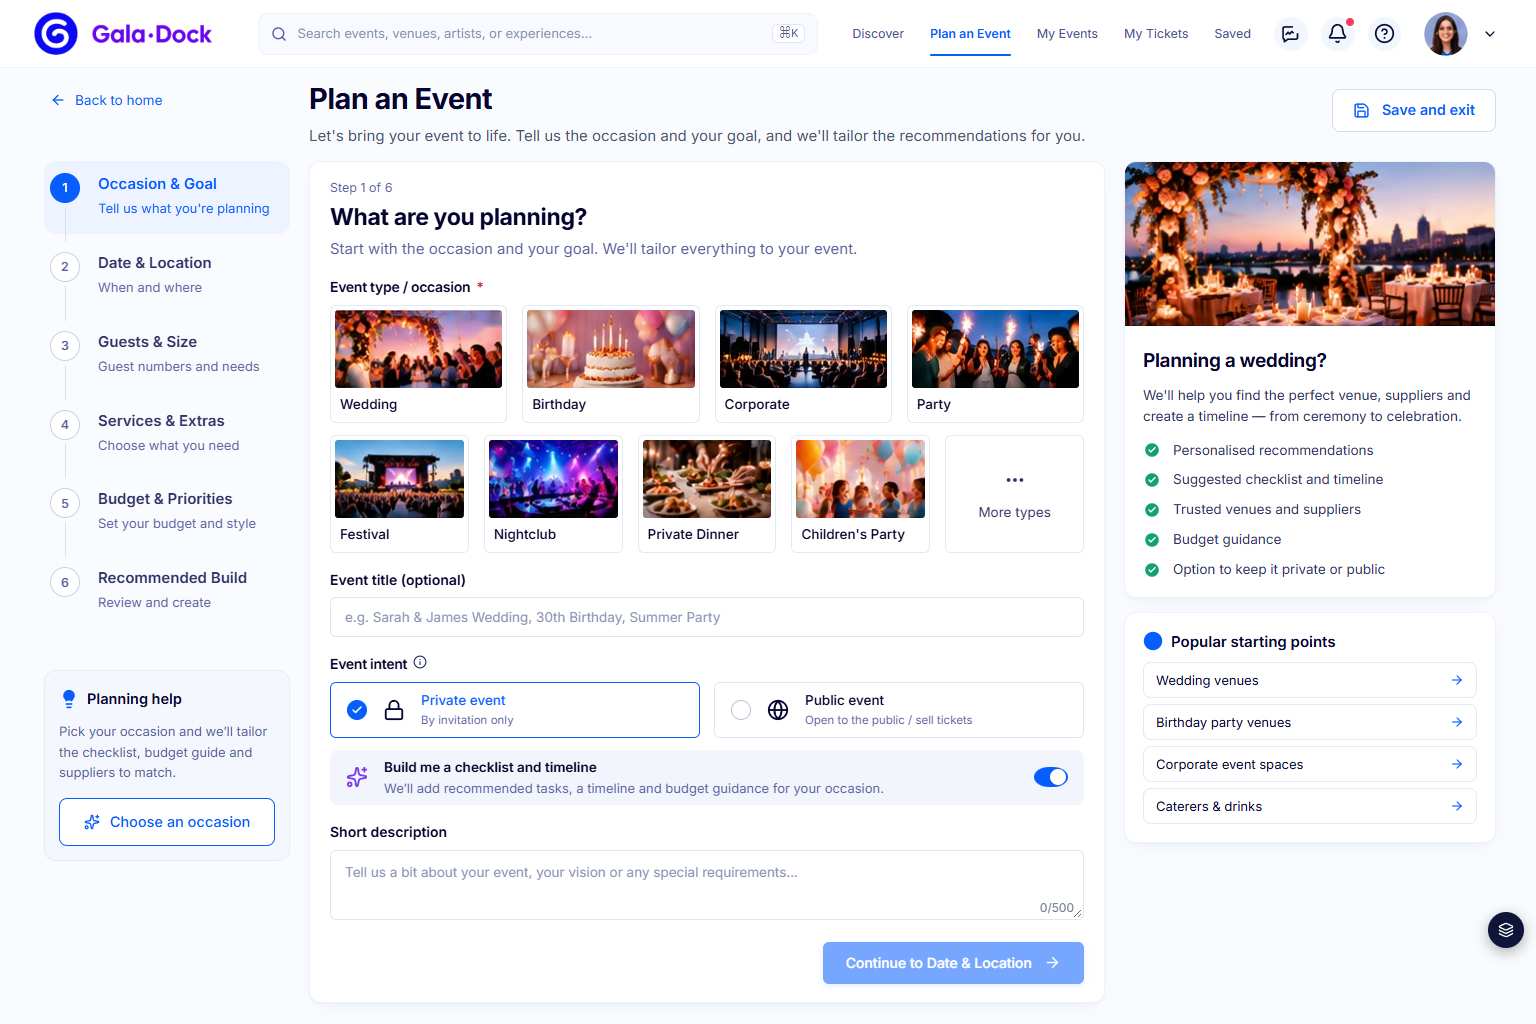 Gala·Dock
Search events, venues, artists, or experiences...
⌘K
Discover
Plan an Event
My Events
My Tickets
Saved
Back to home
Plan an Event
Let's bring your event to life. Tell us the occasion and your goal, and we'll tailor the recommendations for you.
Save and exit
1
Occasion & Goal
Tell us what you're planning
2
Date & Location
When and where
3
Guests & Size
Guest numbers and needs
4
Services & Extras
Choose what you need
5
Budget & Priorities
Set your budget and style
6
Recommended Build
Review and create
Planning help
Pick your occasion and we'll tailor
the checklist, budget guide and
suppliers to match.
Choose an occasion
Step 1 of 6
What are you planning?
Start with the occasion and your goal. We'll tailor everything to your event.
Event type / occasion *
Wedding
Birthday
Corporate
Party
Festival
Nightclub
Private Dinner
Children's Party
More types
Event title (optional)
e.g. Sarah & James Wedding, 30th Birthday, Summer Party
Event intent
Private event
By invitation only
Public event
Open to the public / sell tickets
Build me a checklist and timeline
We'll add recommended tasks, a timeline and budget guidance for your occasion.
Short description
Tell us a bit about your event, your vision or any special requirements...
0/500
Continue to Date & Location
Planning a wedding?
We'll help you find the perfect venue, suppliers and
create a timeline — from ceremony to celebration.
Personalised recommendations
Suggested checklist and timeline
Trusted venues and suppliers
Budget guidance
Option to keep it private or public
Popular starting points
Wedding venues
Birthday party venues
Corporate event spaces
Caterers & drinks